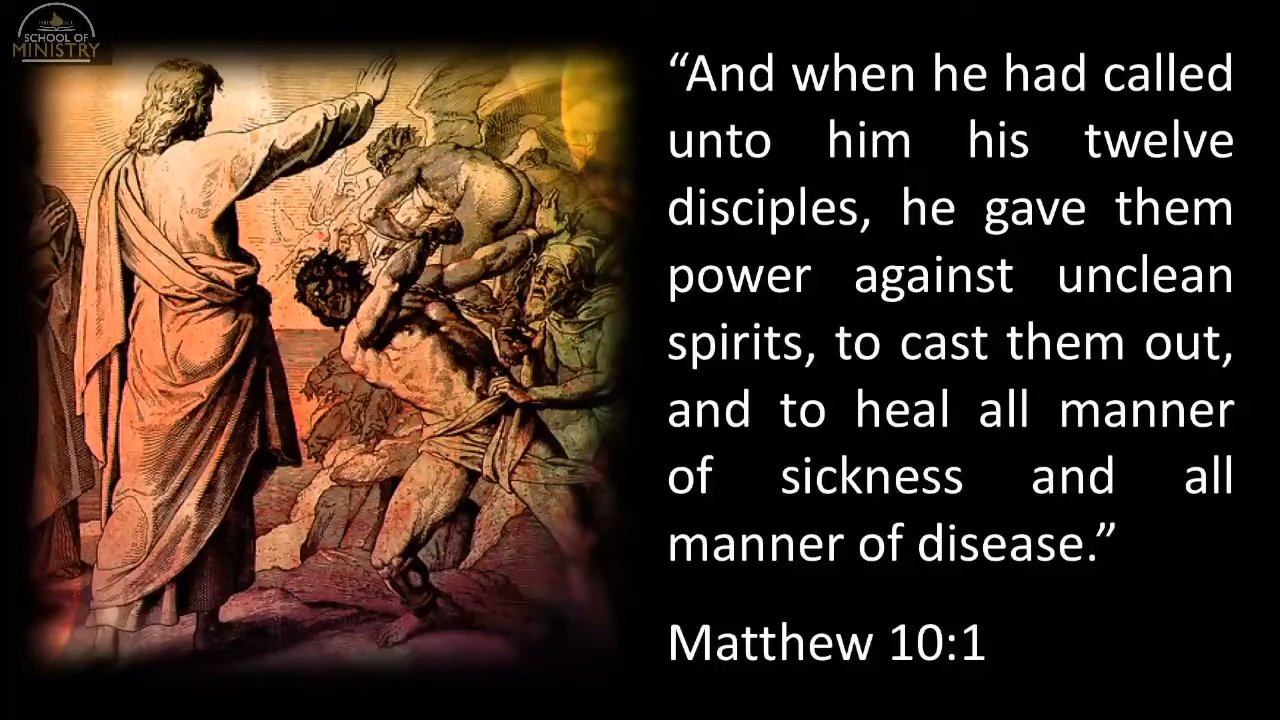 SCHOOL OF
MINISTRY
“And when he had called
unto him his twelve
disciples, he gave them
power against unclean
spirits, to cast them out,
and to heal all manner
of sickness and all
manner of disease.”
Matthew 10:1